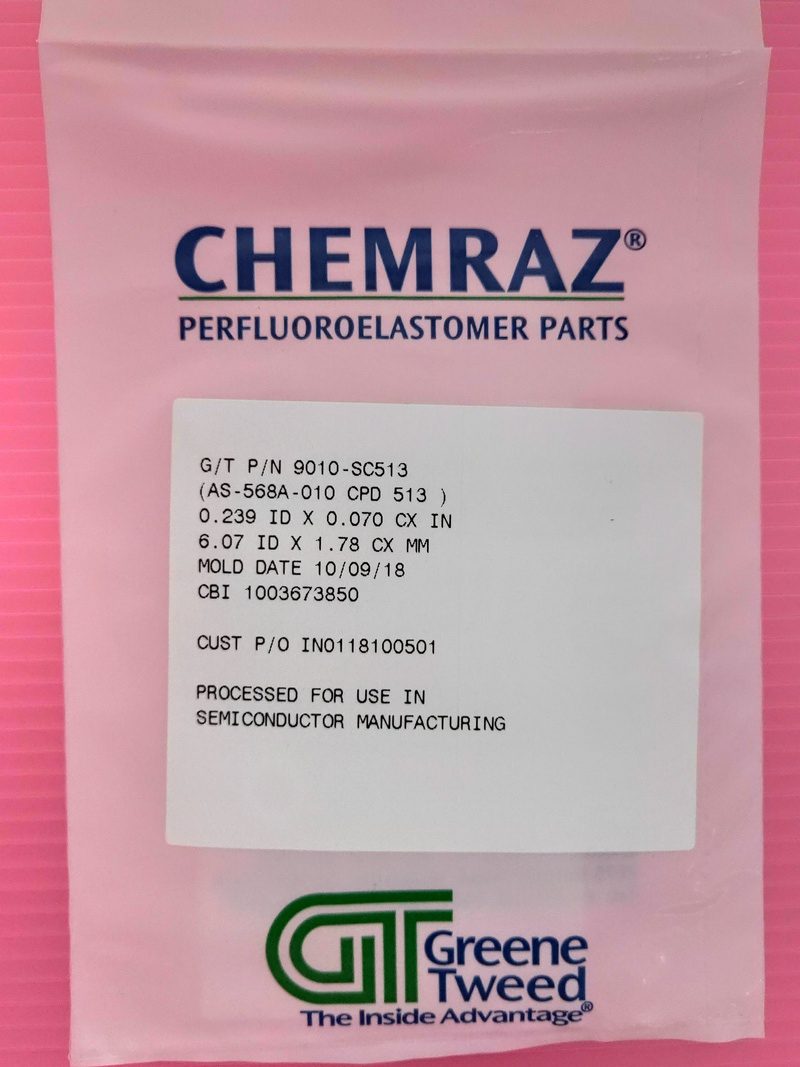 CHEMRAZ®
PERFLUOROELASTOMER PARTS
G/T P/N 9010-SC513
(AS-568A-010 CPD 513 )
0.239 ID X 0.070 CX IN
6.07 ID X 1.78 CX MM
MOLD DATE 10/09/18
CBI 1003673850
CUST P/O IN0118100501
PROCESSED FOR USE IN
SEMICONDUCTOR MANUFACTURING
GT Greene
Tweed
The Inside Advantage®